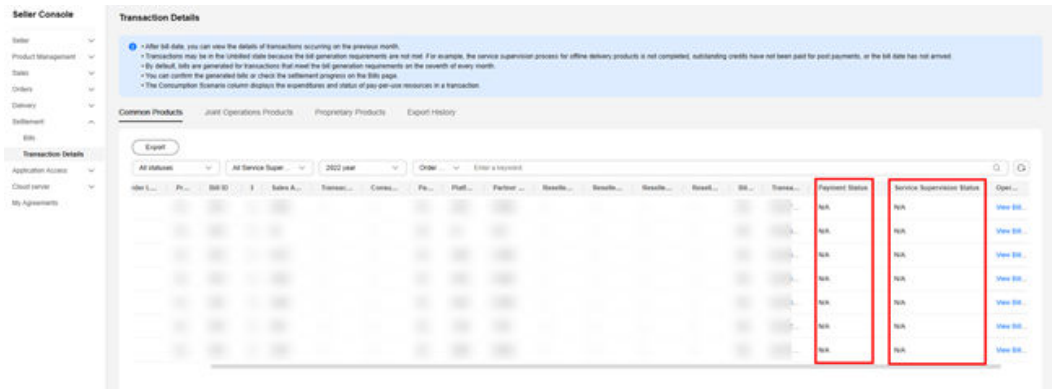 Seller Console
Seller
Product Management
Sales
Orders
Delivery
Settlement
Bills
Transaction Details
Application Access
Cloud server
My Agreements
Transaction Details
• After bill date, you can view the details of transactions occurring on the previous month.
• Transactions may be in the Unbilled state because the bill generation requirements are not met. For example, the service supervision process for offline delivery products is not completed, outstanding credits have not been paid for post payments, or the bill date has not arrived.
• By default, bills are generated for transactions that meet the bill generation requirements on the seventh of every month.
• You can confirm the generated bills or check the settlement progress on the Bills page.
• The Consumption Scenario column displays the expenditures and status of pay-per-use resources in a transaction.
Common Products Joint Operations Products Proprietary Products Export History
Export
All statuses All Service Super... 2022 year Order ... Enter a keyword
rder L... Pr... Bill ID Sales A... Transac... Consu... Pa... Platf... Partner ... Reselle... Reselle... Reselle... Resell... Bill... Transa... Payment Status Service Supervision Status Oper...
N/A N/A View Bill...
N/A N/A View Bill...
N/A N/A View Bill...
N/A N/A View Bill...
N/A N/A View Bill...
N/A N/A View Bill...
N/A N/A View Bill...